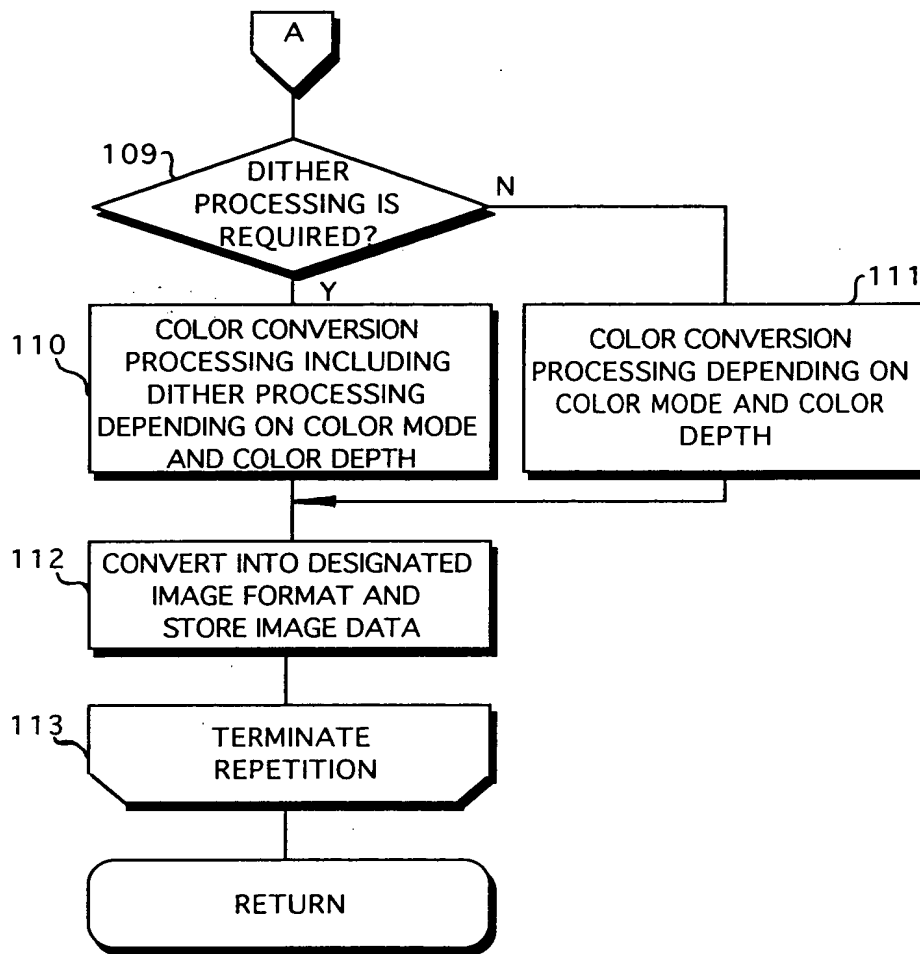 A
109
DITHER
PROCESSING IS
REQUIRED?
N
Y
110
COLOR CONVERSION
PROCESSING INCLUDING
DITHER PROCESSING
DEPENDING ON COLOR MODE
AND COLOR DEPTH
111
COLOR CONVERSION
PROCESSING DEPENDING ON
COLOR MODE AND COLOR
DEPTH
112
CONVERT INTO DESIGNATED
IMAGE FORMAT AND
STORE IMAGE DATA
113
TERMINATE
REPETITION
RETURN